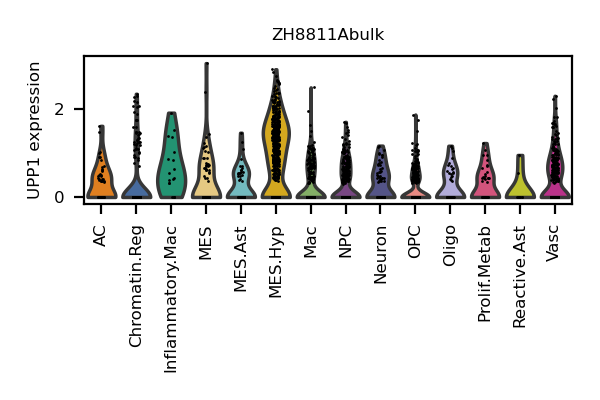 ZH8811Abulk
UPP1 expression
2
0
AC
Chromatin.Reg
Inflammatory.Mac
MES
MES.Ast
MES.Hyp
Mac
NPC
Neuron
OPC
Oligo
Prolif.Metab
Reactive.Ast
Vasc